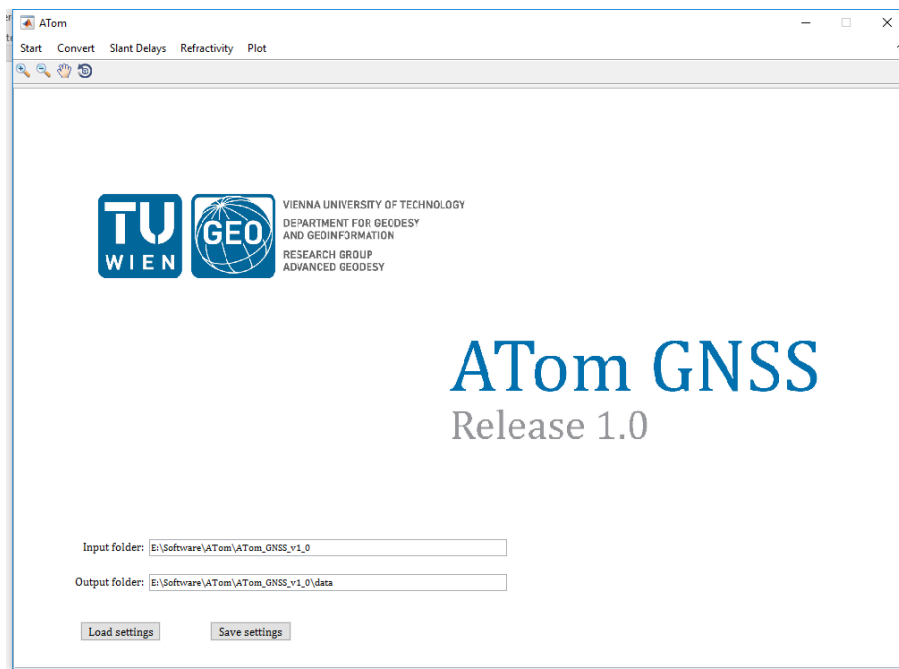 ATom
Start Convert Slant Delays Refractivity Plot
TU
WIEN
GEO
VIENNA UNIVERSITY OF TECHNOLOGY
DEPARTMENT FOR GEODESY
AND GEOINFORMATION
RESEARCH GROUP
ADVANCED GEODESY
ATom GNSS
Release 1.0
Input folder: E:\Software\ATom\ATom_GNSS_v1_0
Output folder: E:\Software\ATom\ATom_GNSS_v1_0\data
Load settings Save settings